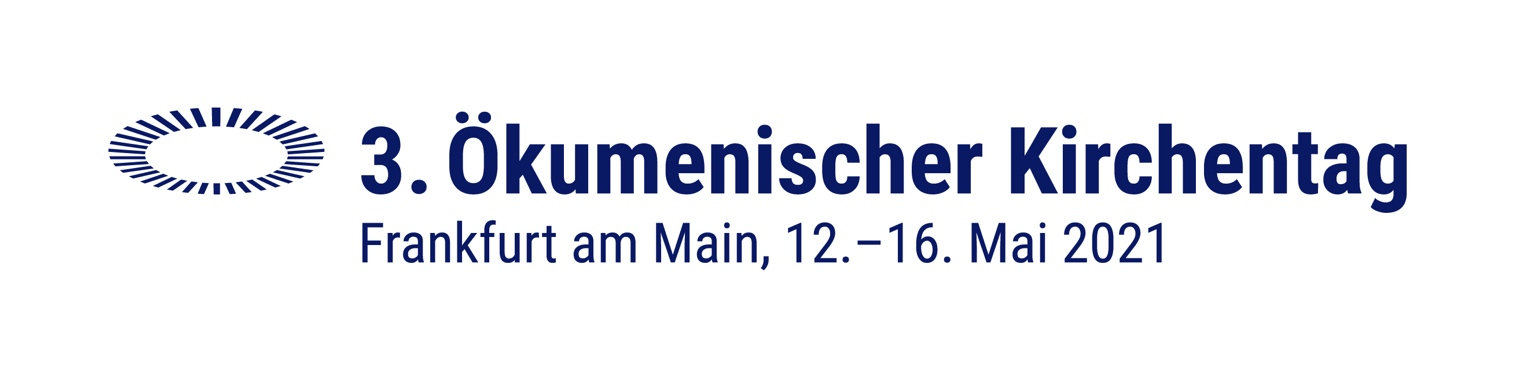 3. Ökumenischer Kirchentag
Frankfurt am Main, 12.–16. Mai 2021